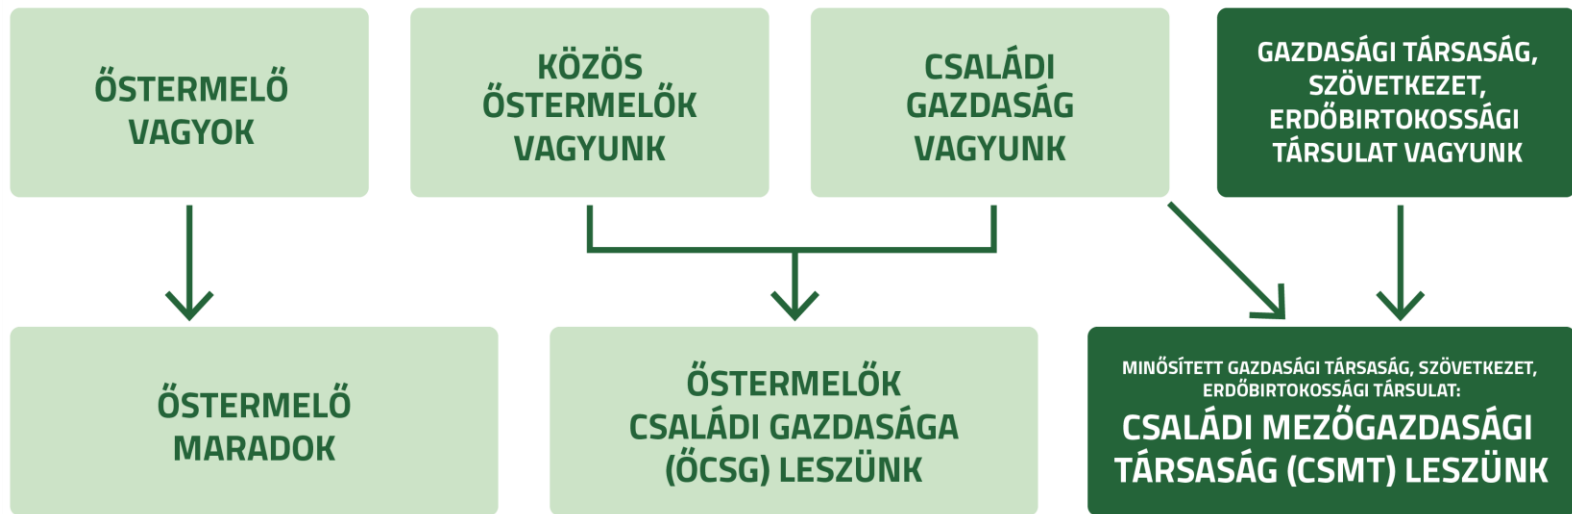 ŐSTERMELŐ
VAGYOK
KÖZÖS
ŐSTERMELŐK
VAGYUNK
CSALÁDI
GAZDASÁG
VAGYUNK
GAZDASÁGI TÁRSASÁG,
SZÖVETKEZET,
ERDŐBIRTOKOSSÁGI
TÁRSULAT VAGYUNK
ŐSTERMELŐ
MARADOK
ŐSTERMELŐK
CSALÁDI GAZDASÁGA
(ŐCSG) LESZÜNK
MINŐSÍTETT GAZDASÁGI TÁRSASÁG, SZÖVETKEZET,
ERDŐBIRTOKOSSÁGI TÁRSULAT:
CSALÁDI MEZŐGAZDASÁGI
TÁRSASÁG (CSMT) LESZÜNK